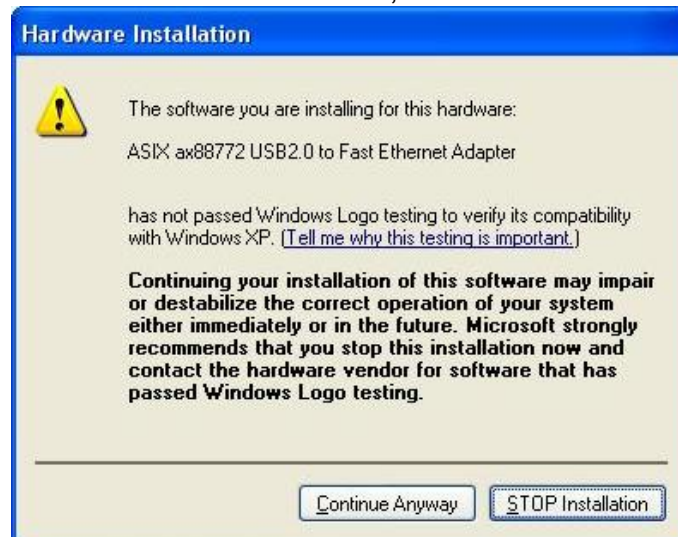 Hardware Installation
The software you are installing for this hardware:
ASIX ax88772 USB2.0 to Fast Ethernet Adapter
has not passed Windows Logo testing to verify its compatibility
with Windows XP. (Tell me why this testing is important.)
Continuing your installation of this software may impair
or destabilize the correct operation of your system
either immediately or in the future. Microsoft strongly
recommends that you stop this installation now and
contact the hardware vendor for software that has
passed Windows Logo testing.
Continue Anyway
STOP Installation